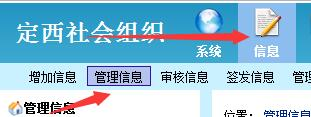 定西社会组织
系统 信息
增加信息 管理信息 审核信息 签发信息 管理
管理信息
位置：管理信息